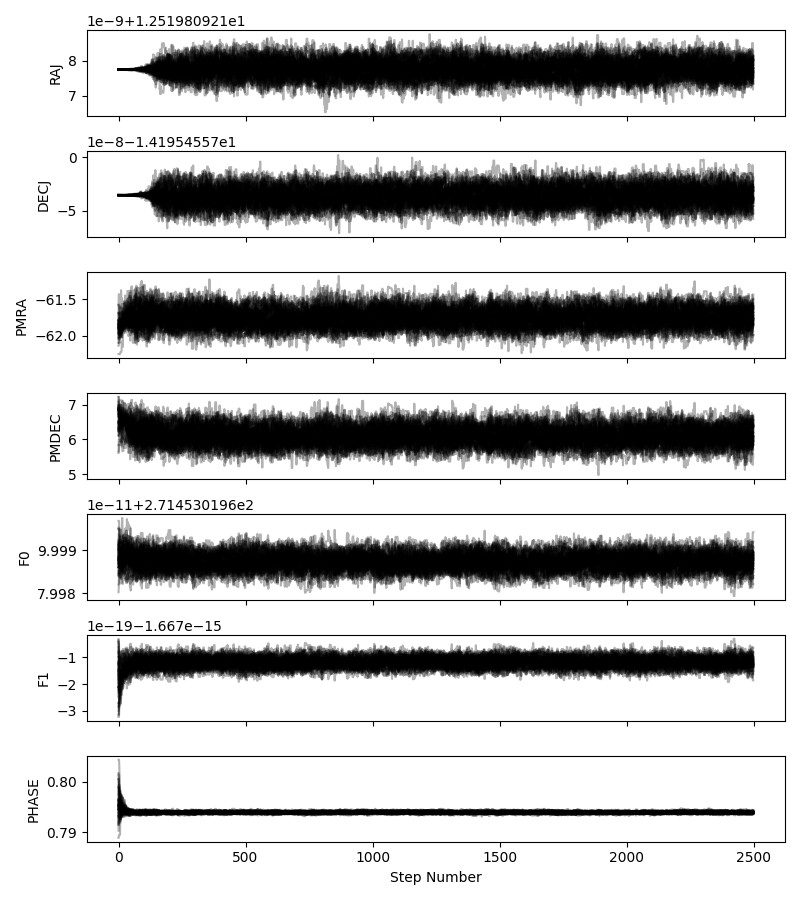 1e−9+1.251980921e1
8
7
RAJ
1e−8−1.41954557e1
0
−5
DECJ
−61.5
−62.0
PMRA
7
6
5
PMDEC
1e−11+2.714530196e2
9.999
7.998
F0
1e−19−1.667e−15
−1
−2
−3
F1
0.80
0.79
PHASE
0 500 1000 1500 2000 2500
Step Number